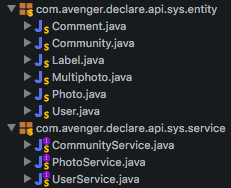 com.avenger.declare.api.sys.entity
Comment.java
Community.java
Label.java
Multiphoto.java
Photo.java
User.java
com.avenger.declare.api.sys.service
CommunityService.java
PhotoService.java
UserService.java